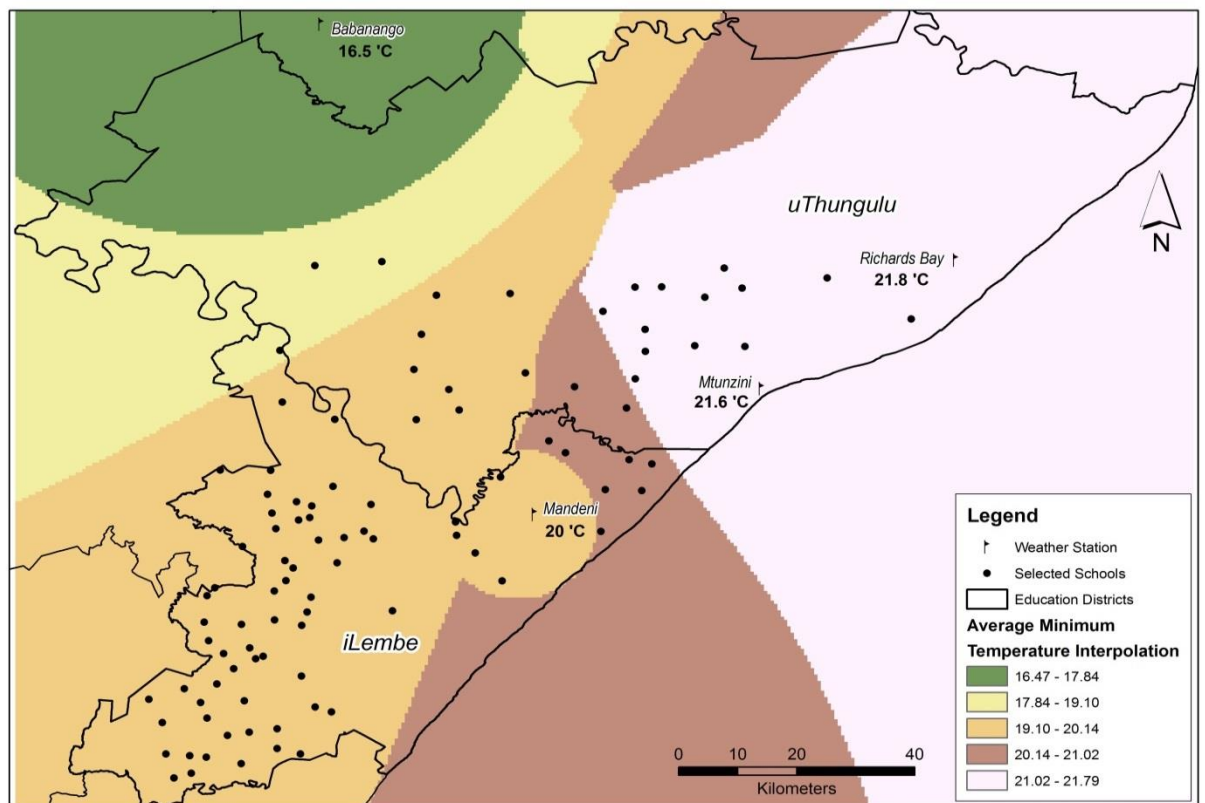 Babanango
16.5 'C
uThungulu
N
Richards Bay
21.8 'C
Mtunzini
21.6 'C
Mandeni
20 'C
iLembe
0 10 20 40
Kilometers
Legend
Weather Station
Selected Schools
Education Districts
Average Minimum
Temperature Interpolation
16.47 - 17.84
17.84 - 19.10
19.10 - 20.14
20.14 - 21.02
21.02 - 21.79